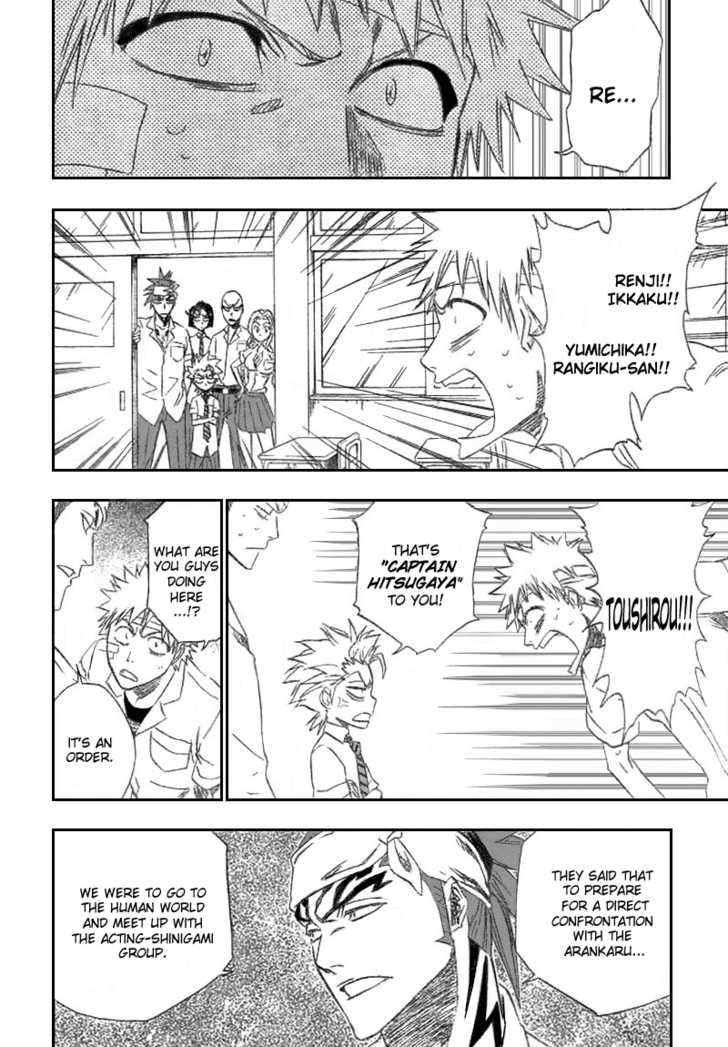 RE...
RENJI!!
IKKAKU!!
YUMICHIKA!!
RANGIKU-SAN!!
TOUSHIROU!!!
THAT'S
"CAPTAIN
HITSUGAYA"
TO YOU!
WHAT ARE
YOU GUYS
DOING
HERE
...!?
IT'S AN
ORDER.
THEY SAID THAT
TO PREPARE
FOR A DIRECT
CONFRONTATION
WITH THE
ARANKARU...
WE WERE TO GO TO
THE HUMAN WORLD
AND MEET UP WITH
THE ACTING-SHINIGAMI
GROUP.